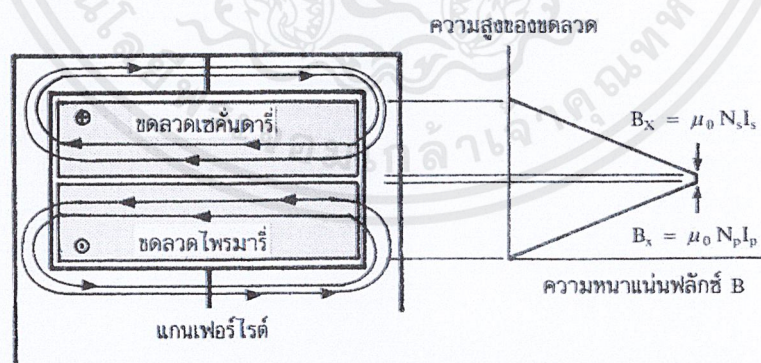 ความสูงของขดลวด
ขดลวดเซคั่นดารี่
B_X = μ₀ N_sI_s
ขดลวดไพรมารี่
B_x = μ₀ N_pI_p
ความหนาแน่นฟลักซ์ B
แกนเฟอร์ไรต์